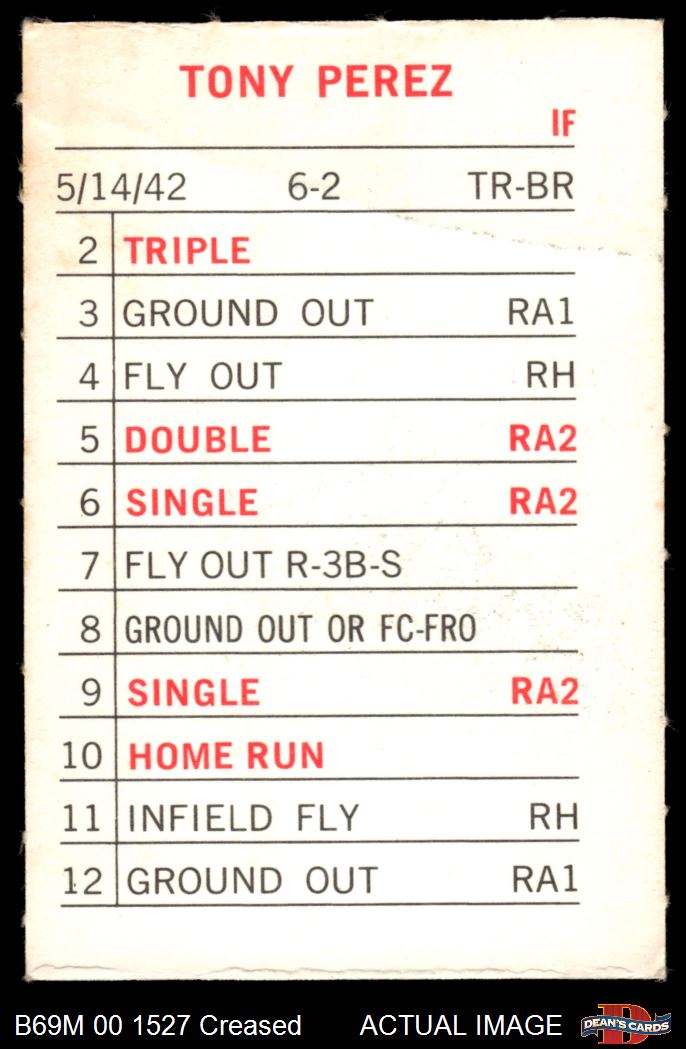 TONY PEREZ
IF
5/14/42 6-2 TR-BR
2 TRIPLE
3 GROUND OUT RA1
4 FLY OUT RH
5 DOUBLE RA2
6 SINGLE RA2
7 FLY OUT R-3B-S
8 GROUND OUT OR FC-FRO
9 SINGLE RA2
10 HOME RUN
11 INFIELD FLY RH
12 GROUND OUT RA1
B69M 00 1527 Creased ACTUAL IMAGE DEAN'S CARDS